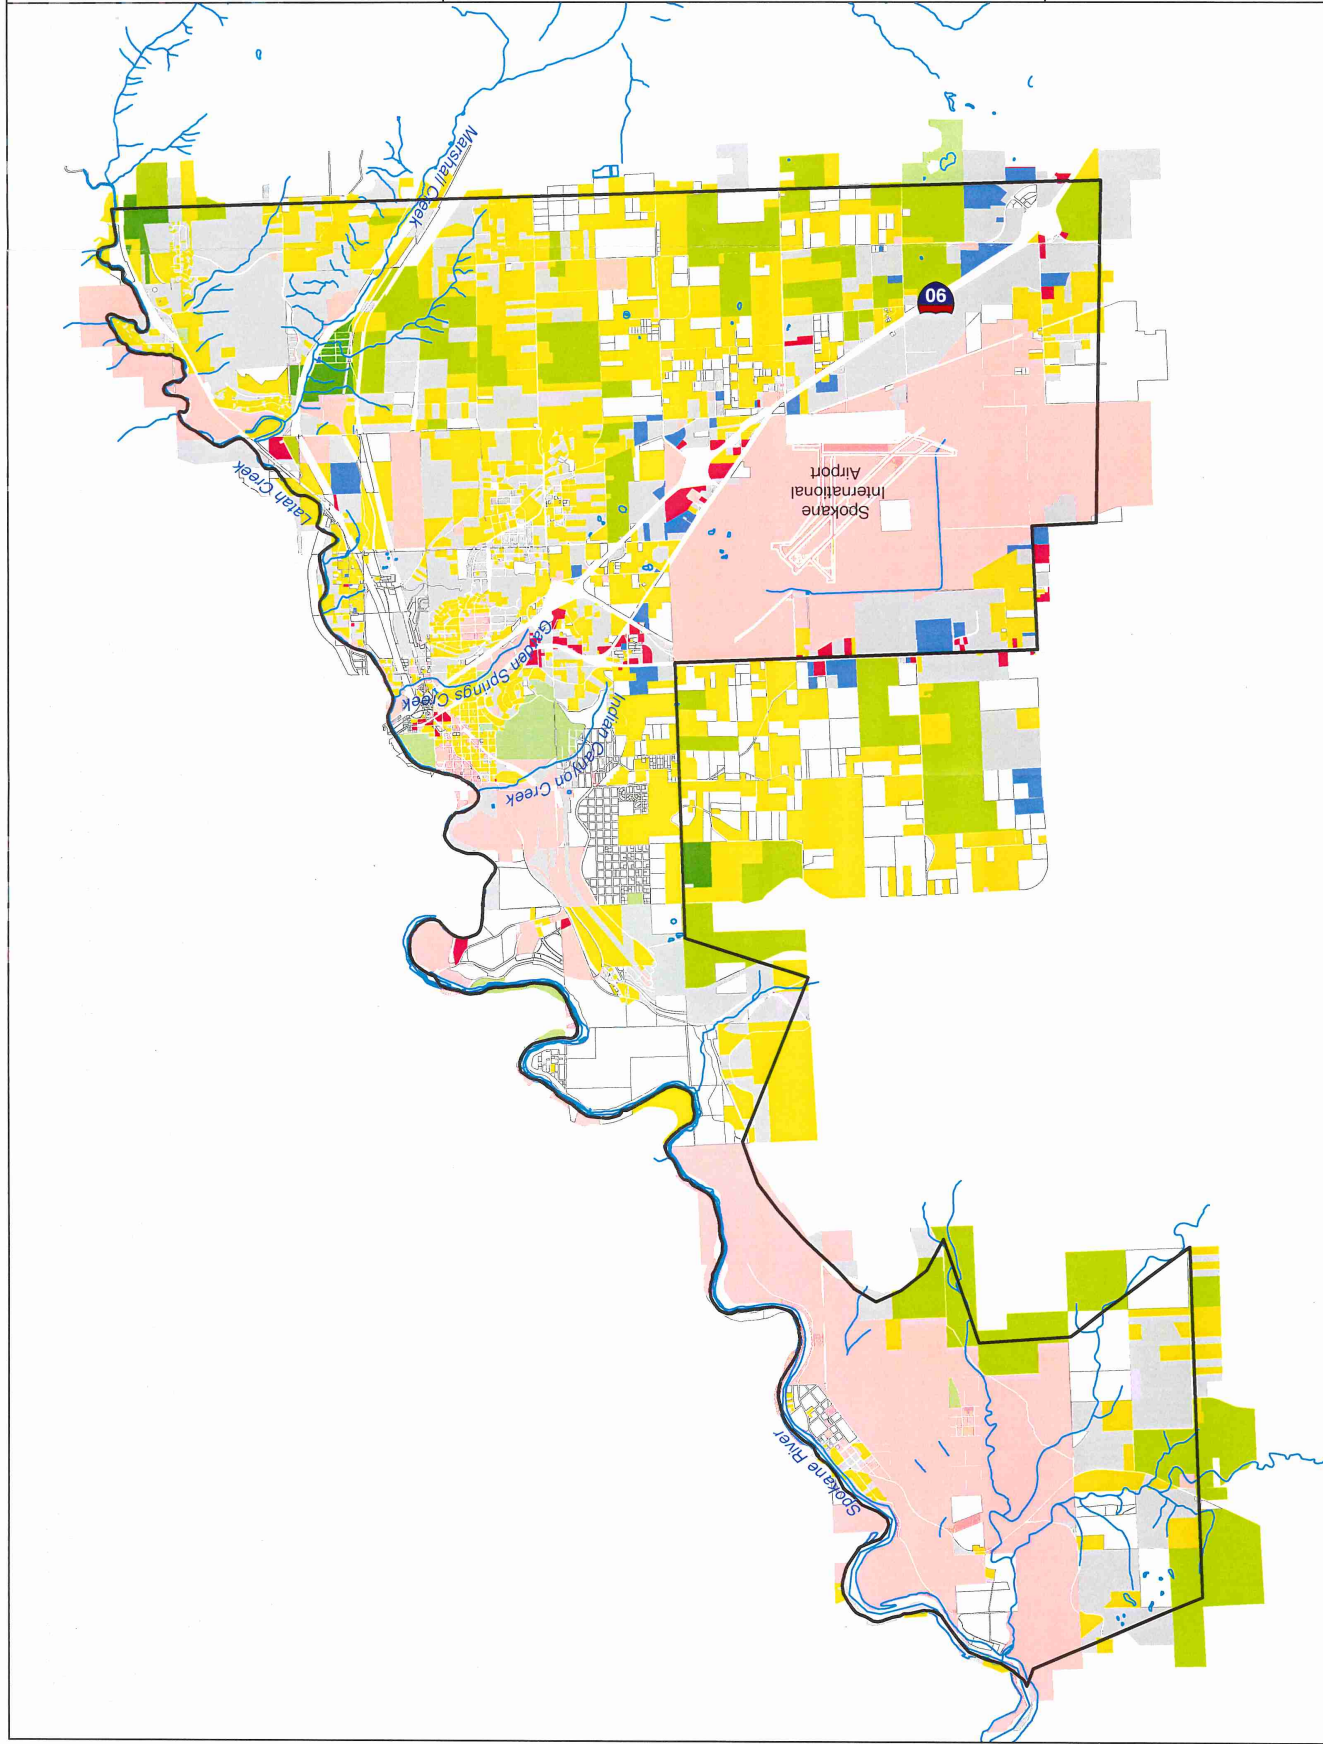 Marshall Creek
90
Latah Creek
Spokane
International
Airport
Garden Springs Creek
Indian Canyon Creek
Spokane River